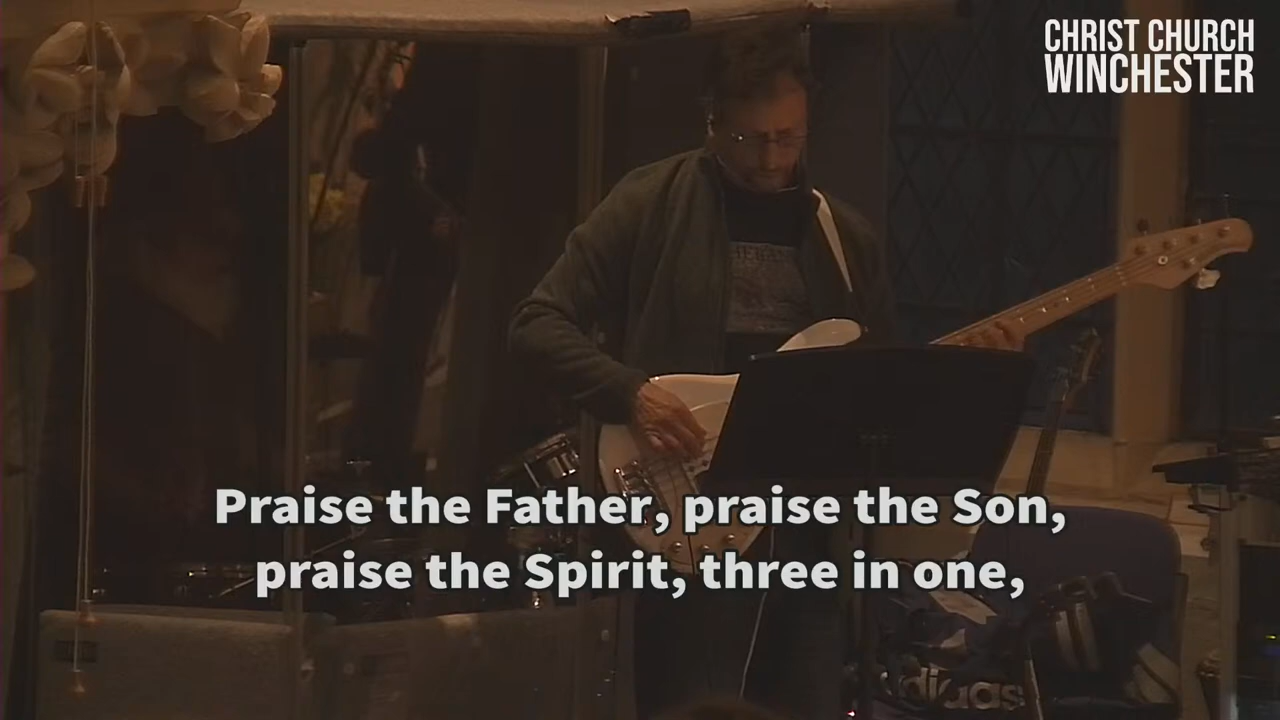 CHRIST CHURCH
WINCHESTER
Praise the Father, praise the Son,
praise the Spirit, three in one,
adidas